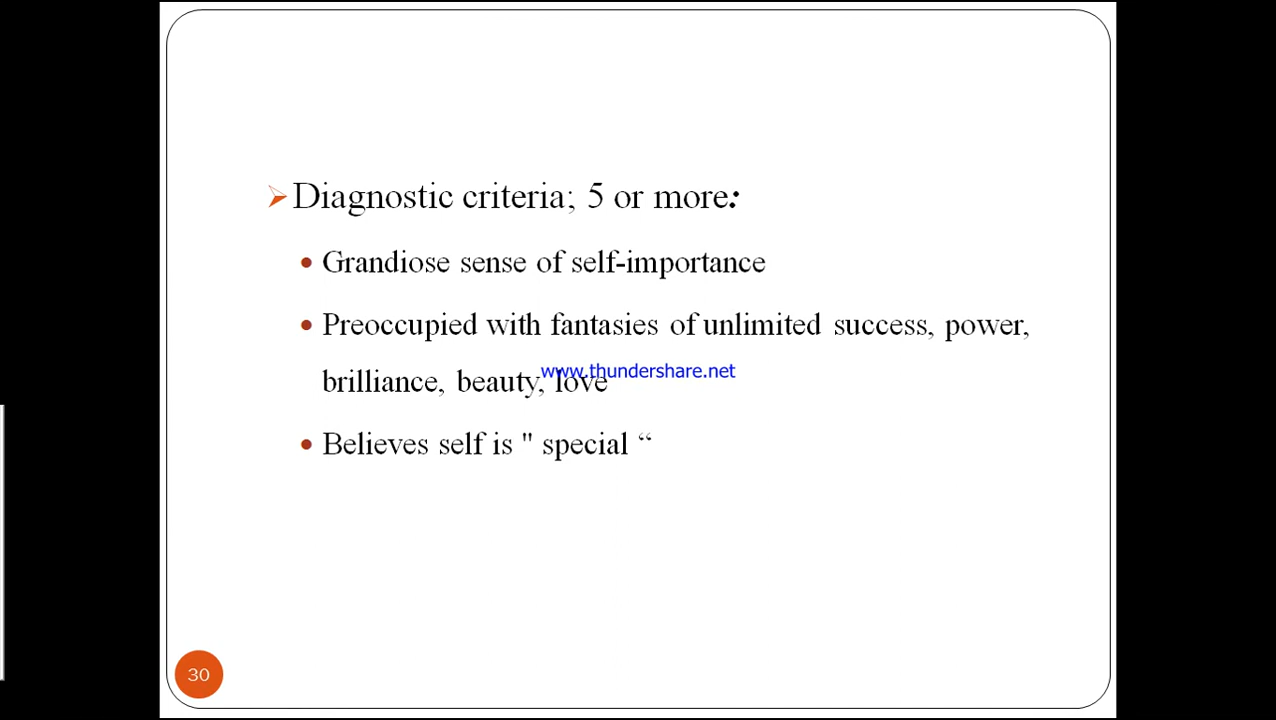 Diagnostic criteria; 5 or more:
Grandiose sense of self-importance
Preoccupied with fantasies of unlimited success, power,
www.thundershare.net
brilliance, beauty, love
Believes self is " special “
30